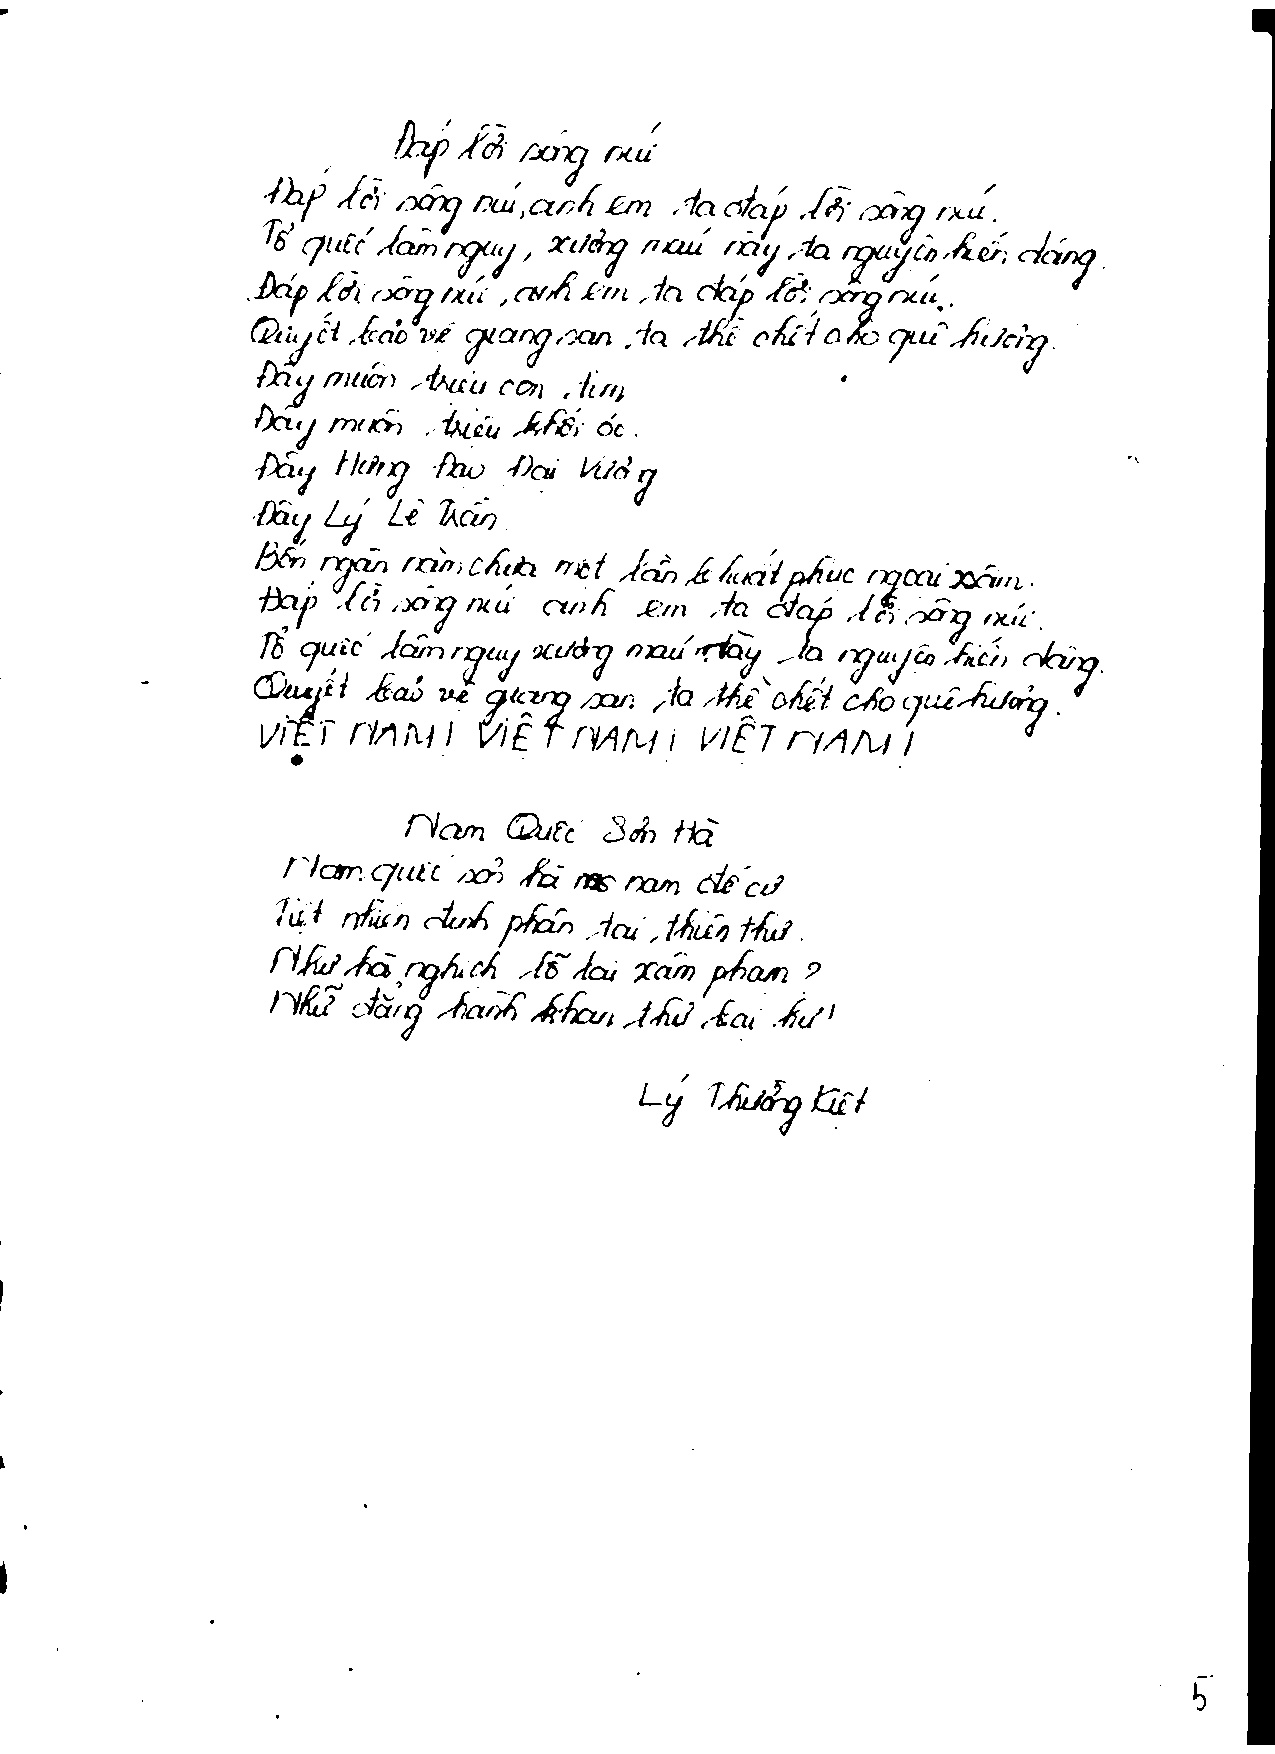 Đáp lời sông núi
Đáp lời sông núi, anh em ta đáp lời sông núi.
Tổ quốc lâm nguy, xương máu này ta nguyện hiến dâng.
Đáp lời sông núi, anh em ta đáp lời sông núi.
Quyết bảo vệ giang san ta thề chết cho quê hương.
Đây muôn triệu con tim
Đây muôn triệu khối óc.
Đây Hưng Đạo Đại Vương
Đây Lý Lê Trần
Bốn ngàn năm chưa một lần khuất phục ngoại xâm.
Đáp lời sông núi anh em ta đáp lời sông núi.
Tổ quốc lâm nguy xương máu này ta nguyện hiến dâng.
Quyết bảo vệ giang san ta thề chết cho quê hương.
VIỆT NAM! VIỆT NAM! VIỆT NAM!
Nam Quốc Sơn Hà
Nam quốc sơn hà nam đế cư
Tiệt nhiên định phận tại thiên thư.
Như hà nghịch lỗ lai xâm phạm?
Nhữ đẳng hành khan thủ bại hư!
Lý Thường Kiệt
5